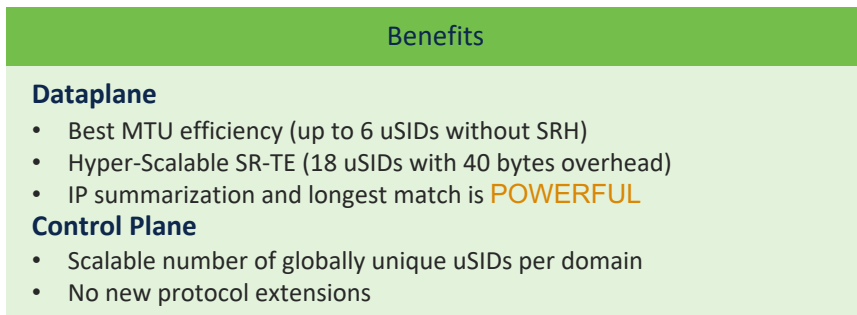 Benefits
Dataplane
• Best MTU efficiency (up to 6 uSIDs without SRH)
• Hyper-Scalable SR-TE (18 uSIDs with 40 bytes overhead)
• IP summarization and longest match is POWERFUL
Control Plane
• Scalable number of globally unique uSIDs per domain
• No new protocol extensions